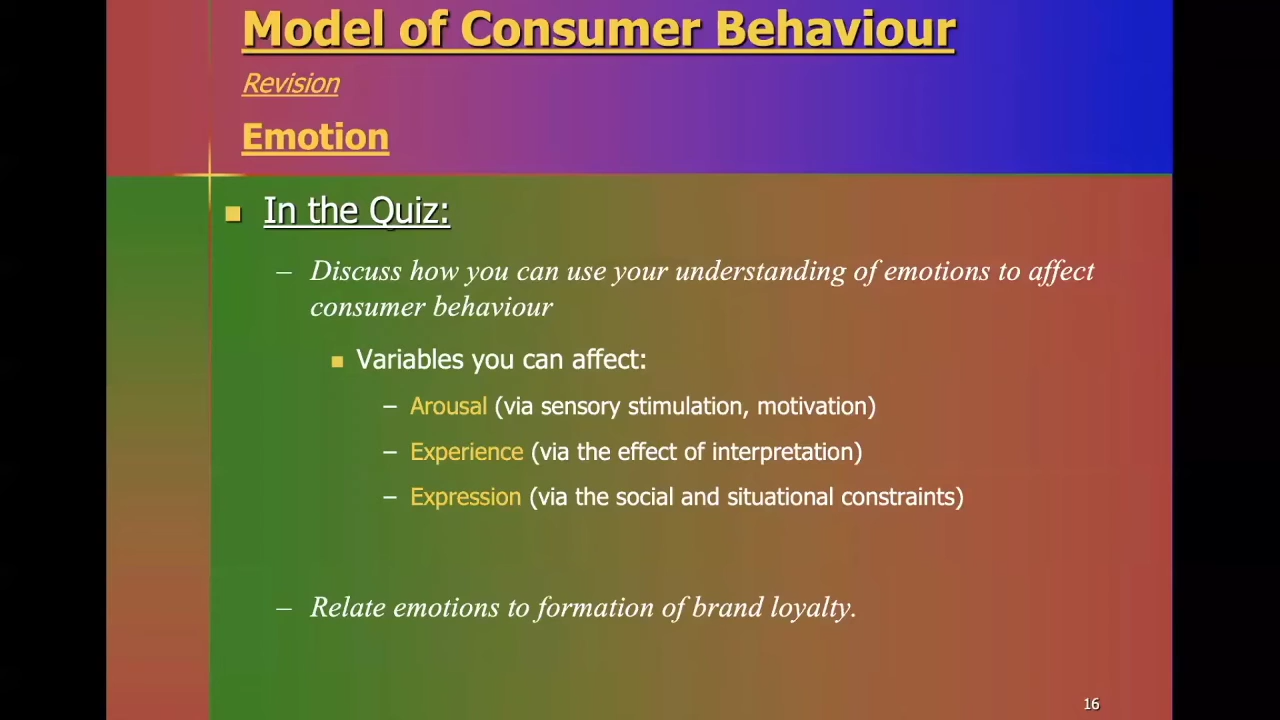 Model of Consumer Behaviour
Revision
Emotion
In the Quiz:
– Discuss how you can use your understanding of emotions to affect
consumer behaviour
Variables you can affect:
– Arousal (via sensory stimulation, motivation)
– Experience (via the effect of interpretation)
– Expression (via the social and situational constraints)
– Relate emotions to formation of brand loyalty.
16